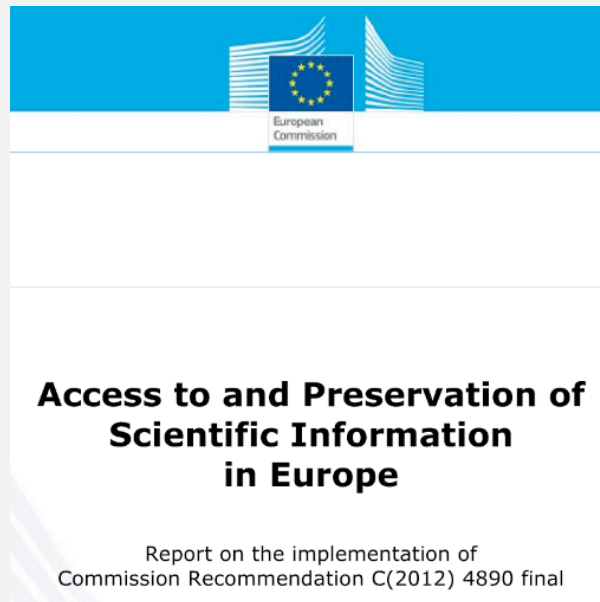 European
Commission
Access to and Preservation of
Scientific Information
in Europe
Report on the implementation of
Commission Recommendation C(2012) 4890 final